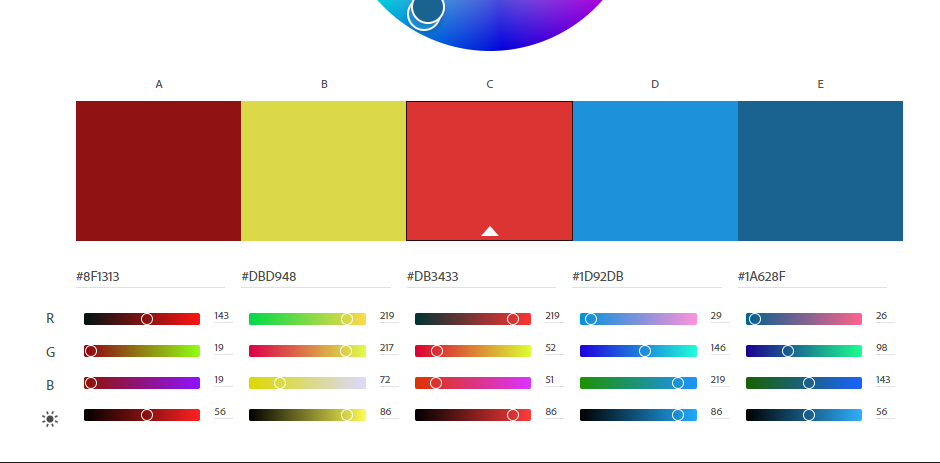 A B C D E
#8F1313 #DBD948 #DB3433 #1D92DB #1A628F
R 143 219 219 29 26
G 19 217 52 146 98
B 19 72 51 219 143
56 86 86 86 56